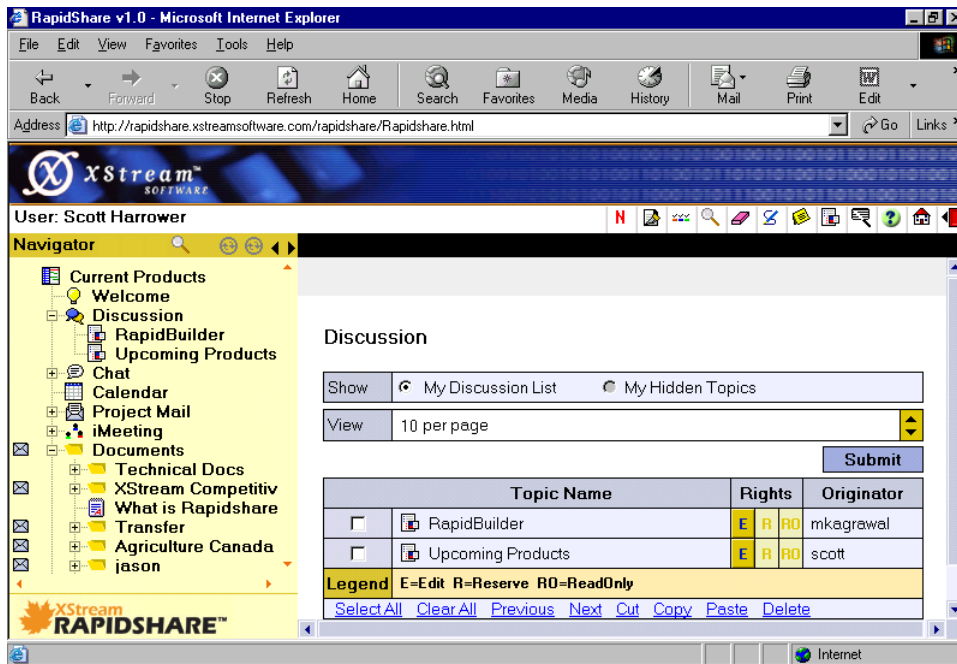 RapidShare v1.0 - Microsoft Internet Explorer
File Edit View Favorites Tools Help
Back Forward Stop Refresh Home Search Favorites Media History Mail Print Edit
Address http://rapidshare.xstreamsoftware.com/rapidshare/Rapidshare.html Go Links
XStream™
SOFTWARE
User: Scott Harrower
Navigator
Current Products
Welcome
Discussion
RapidBuilder
Upcoming Products
Chat
Calendar
Project Mail
iMeeting
Documents
Technical Docs
XStream Competitiv
What is Rapidshare
Transfer
Agriculture Canada
jason
XStream
RAPIDSHARE™
Discussion
Show My Discussion List My Hidden Topics
View 10 per page
Submit
Topic Name Rights Originator
RapidBuilder E R RO mkagrawal
Upcoming Products E R RO scott
Legend E=Edit R=Reserve RO=ReadOnly
Select All Clear All Previous Next Cut Copy Paste Delete
Internet